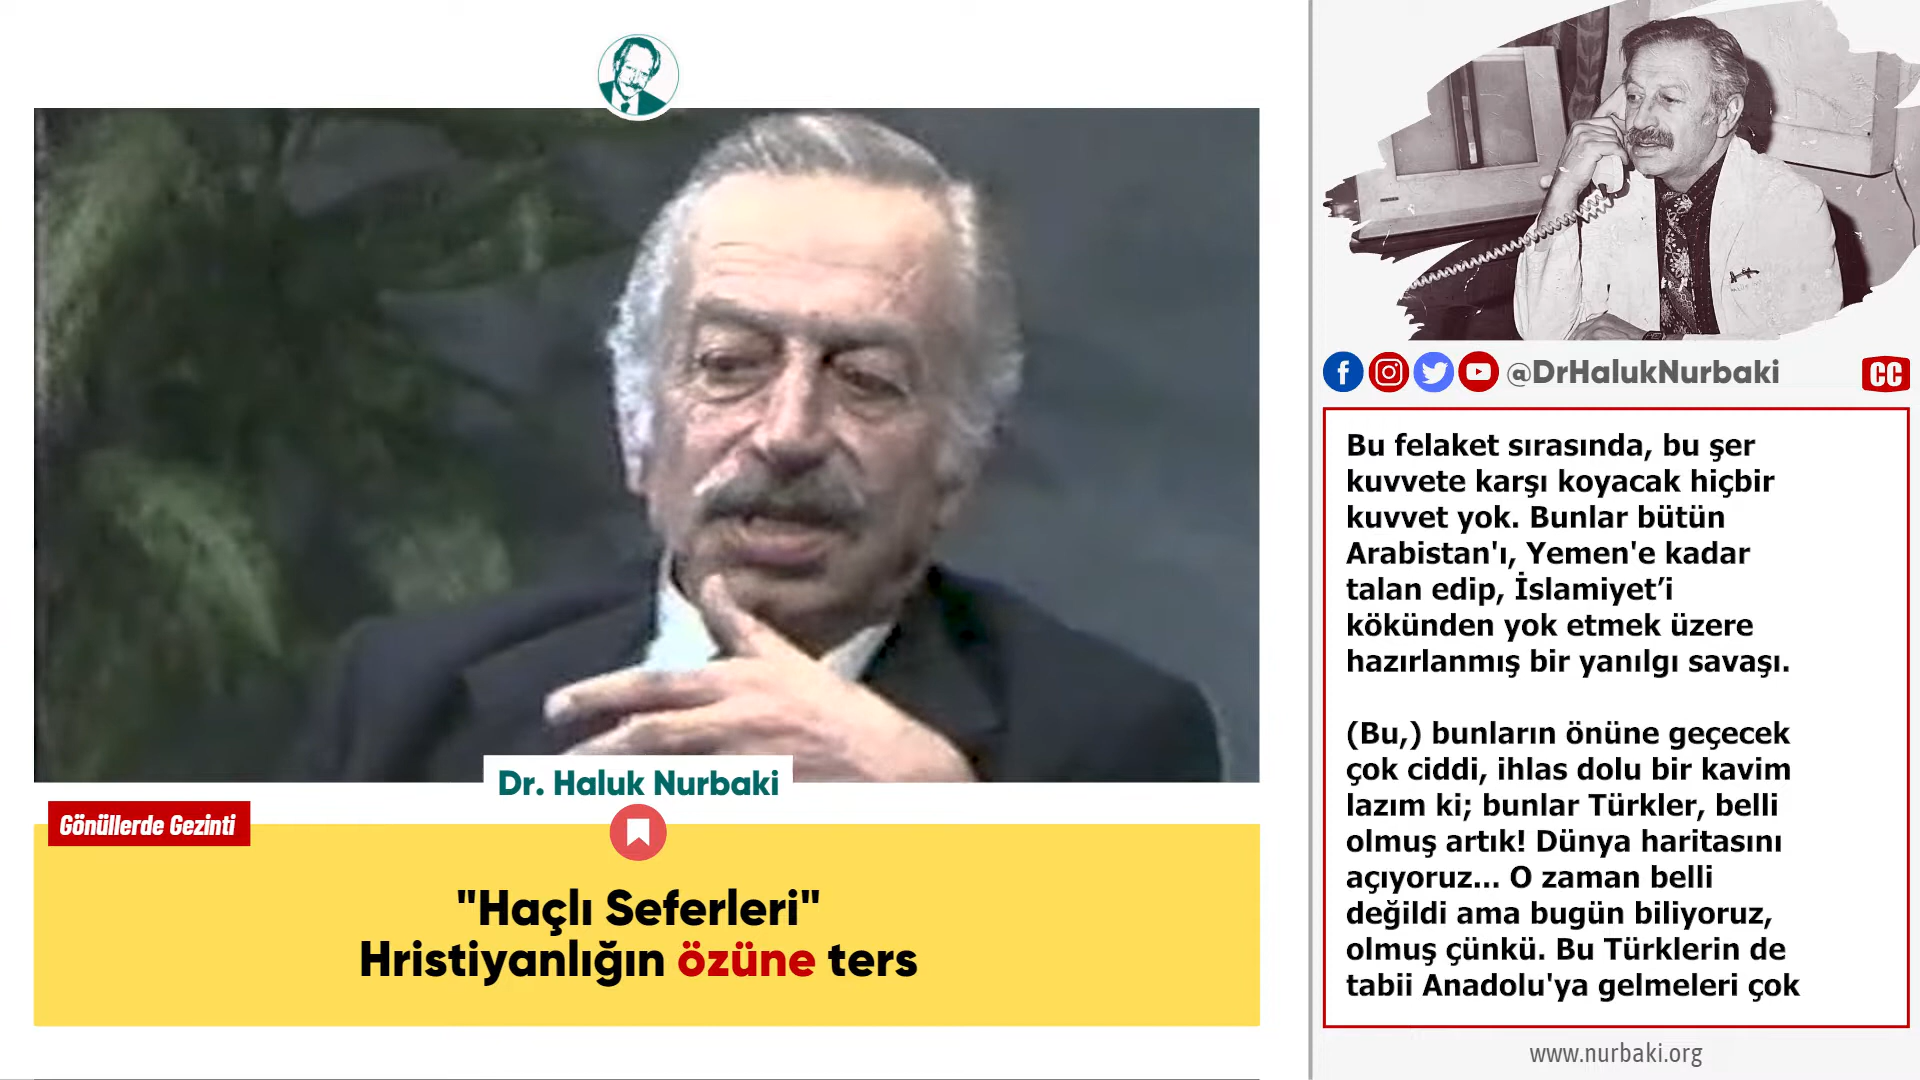 Dr. Haluk Nurbaki
Gönüllerde Gezinti
"Haçlı Seferleri"
Hristiyanlığın özüne ters
@DrHalukNurbaki
CC
Bu felaket sırasında, bu şer
kuvvete karşı koyacak hiçbir
kuvvet yok. Bunlar bütün
Arabistan'ı, Yemen'e kadar
talan edip, İslamiyet’i
kökünden yok etmek üzere
hazırlanmış bir yanılgı savaşı.
(Bu,) bunların önüne geçecek
çok ciddi, ihlas dolu bir kavim
lazım ki; bunlar Türkler, belli
olmuş artık! Dünya haritasını
açıyoruz... O zaman belli
değildi ama bugün biliyoruz,
olmuş çünkü. Bu Türklerin de
tabii Anadolu'ya gelmeleri çok
www.nurbaki.org